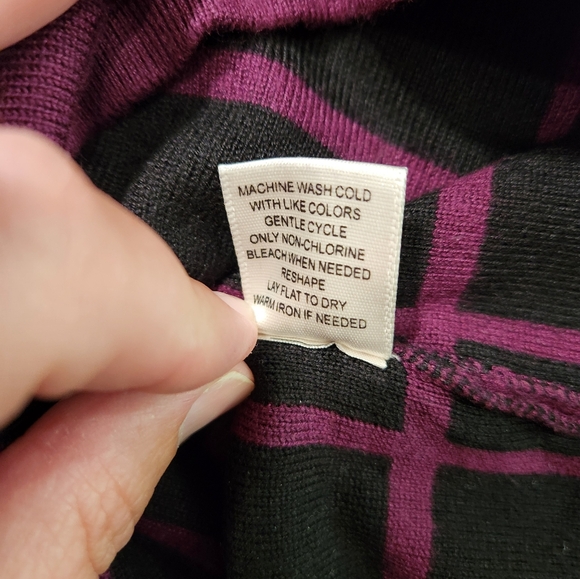 MACHINE WASH COLD
WITH LIKE COLORS
GENTLE CYCLE
ONLY NON-CHLORINE
BLEACH WHEN NEEDED
RESHAPE
LAY FLAT TO DRY
WARM IRON IF NEEDED